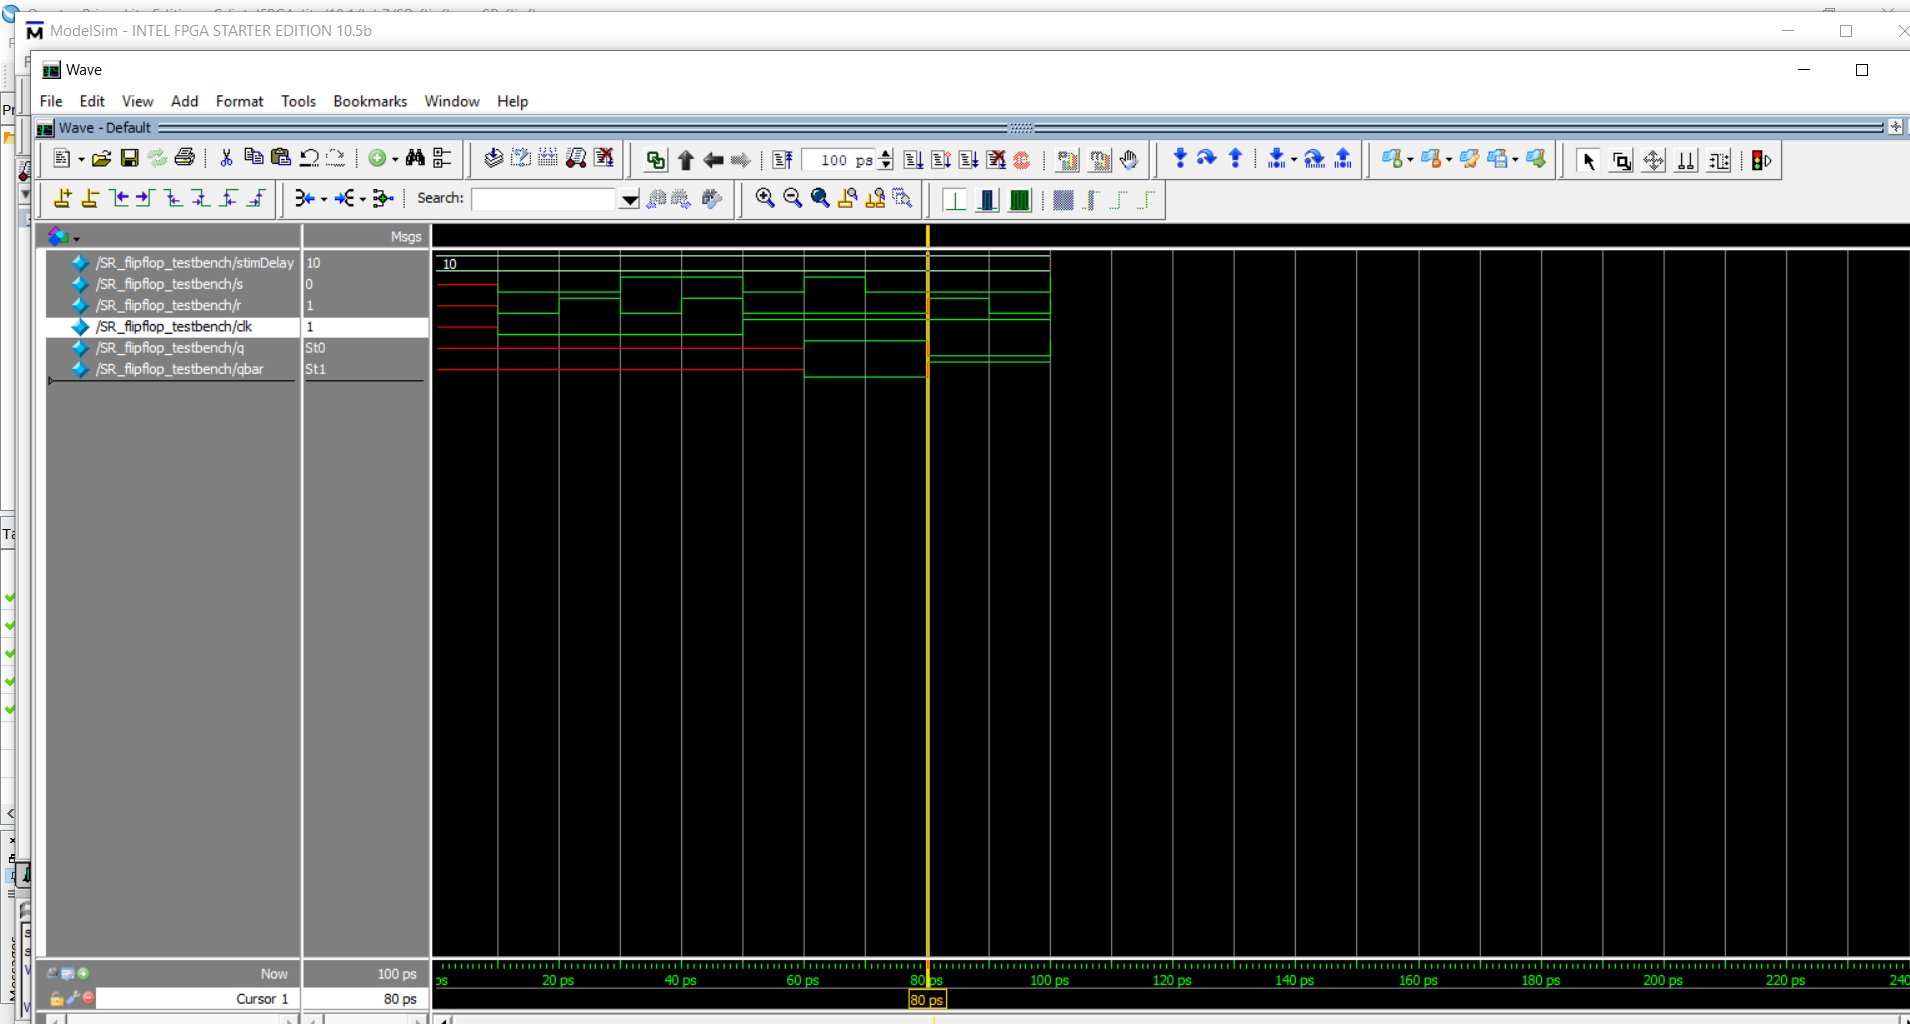 ModelSim - INTEL FPGA STARTER EDITION 10.5b
Wave
File Edit View Add Format Tools Bookmarks Window Help
Wave - Default
100 ps
Search:
Msgs
/SR_flipflop_testbench/stimDelay 10 10
/SR_flipflop_testbench/s 0
/SR_flipflop_testbench/r 1
/SR_flipflop_testbench/clk 1
/SR_flipflop_testbench/q St0
/SR_flipflop_testbench/qbar St1
Now 100 ps
ps 20 ps 40 ps 60 ps 80 ps 100 ps 120 ps 140 ps 160 ps 180 ps 200 ps 220 ps 240
Cursor 1 80 ps 80 ps
Pr
Ta
Messages